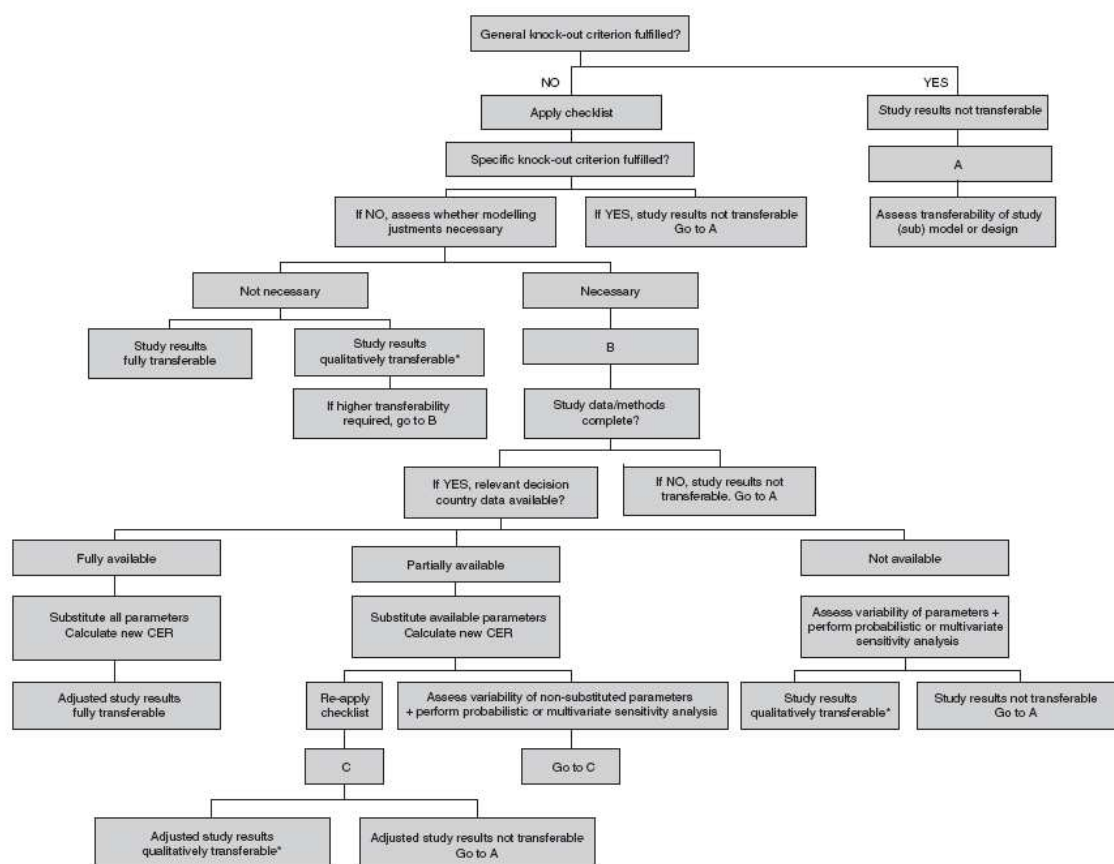 General knock-out criterion fulfilled?
NO
YES
Apply checklist
Study results not transferable
Specific knock-out criterion fulfilled?
A
If NO, assess whether modelling
justments necessary
If YES, study results not transferable
Go to A
Assess transferability of study
(sub) model or design
Not necessary
Necessary
Study results
fully transferable
Study results
qualitatively transferable*
B
If higher transferability
required, go to B
Study data/methods
complete?
If YES, relevant decision
country data available?
If NO, study results not
transferable. Go to A
Fully available
Partially available
Not available
Substitute all parameters
Calculate new CER
Substitute available parameters
Calculate new CER
Assess variability of parameters +
perform probabilistic or multivariate
sensitivity analysis
Adjusted study results
fully transferable
Re-apply
checklist
Assess variability of non-substituted parameters
+ perform probabilistic or multivariate sensitivity analysis
Study results
qualitatively transferable*
Study results not transferable
Go to A
C
Go to C
Adjusted study results
qualitatively transferable*
Adjusted study results not transferable
Go to A